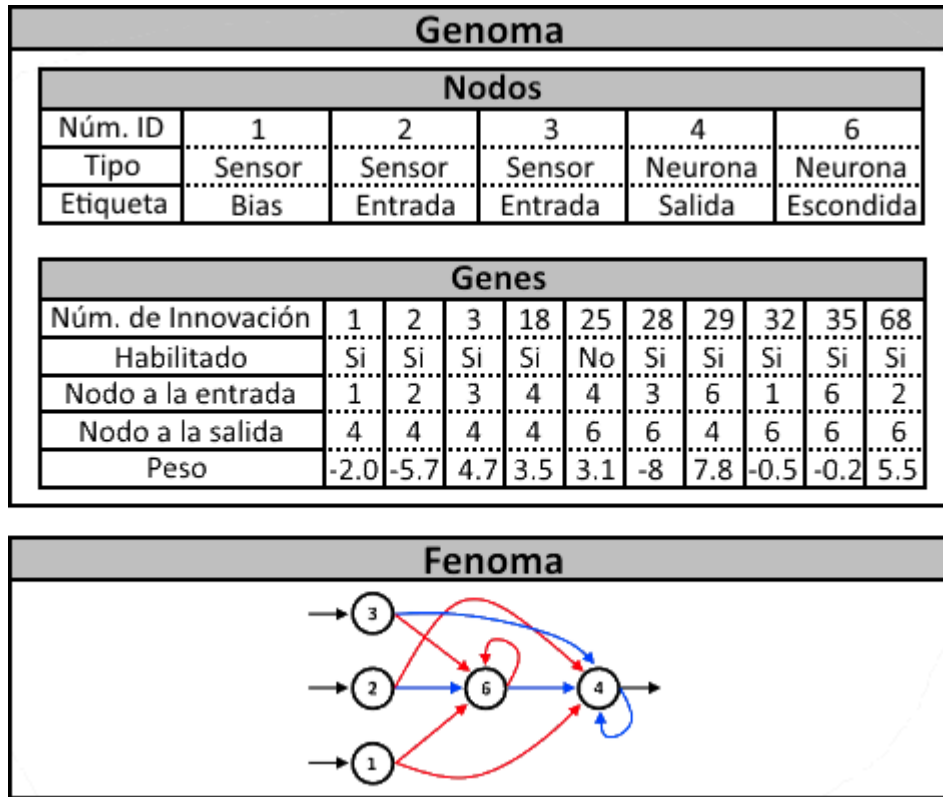 Genoma
Nodos
Núm. ID 1 2 3 4 6
Tipo Sensor Sensor Sensor Neurona Neurona
Etiqueta Bias Entrada Entrada Salida Escondida
Genes
Núm. de Innovación 1 2 3 18 25 28 29 32 35 68
Habilitado Si Si Si Si No Si Si Si Si Si
Nodo a la entrada 1 2 3 4 4 3 6 1 6 2
Nodo a la salida 4 4 4 4 6 6 4 6 6 6
Peso -2.0 -5.7 4.7 3.5 3.1 -8 7.8 -0.5 -0.2 5.5
Fenoma
3
2 6 4
1